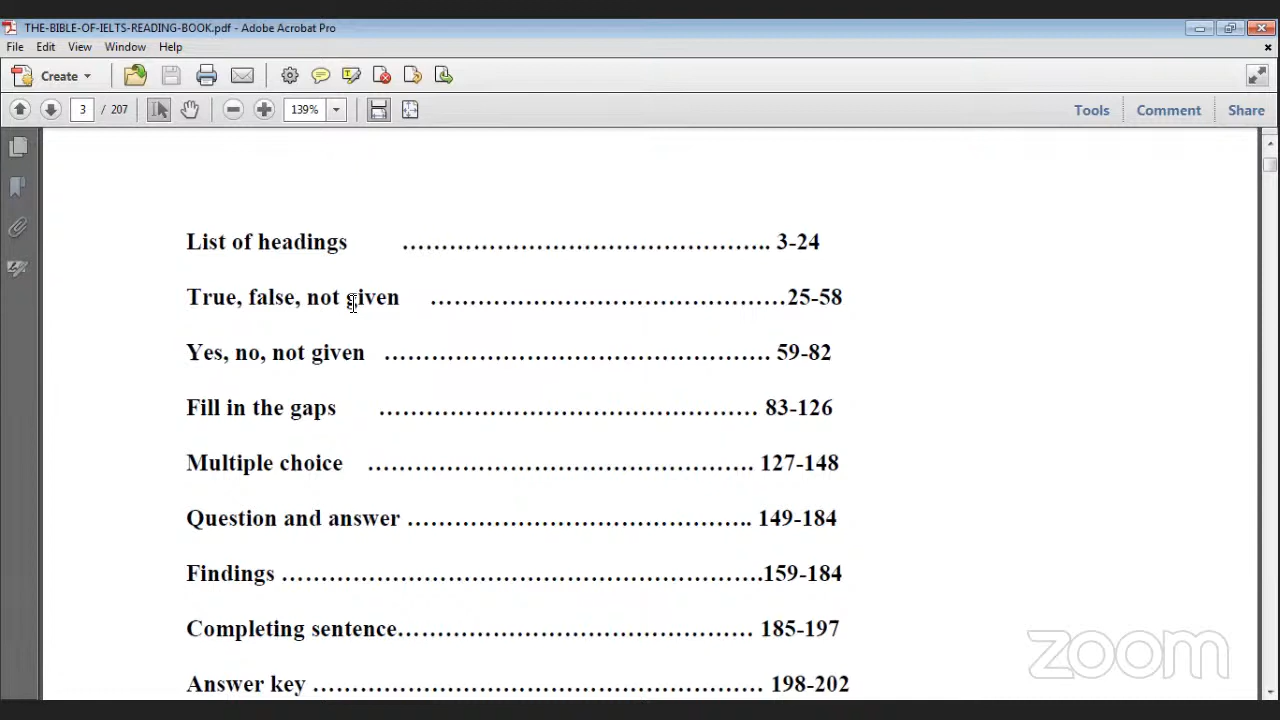 THE-BIBLE-OF-IELTS-READING-BOOK.pdf - Adobe Acrobat Pro
File Edit View Window Help
Create
3 / 207 139% Tools Comment Share
List of headings ……………………………………….. 3-24
True, false, not given ………………………………………25-58
Yes, no, not given …………………………………………. 59-82
Fill in the gaps ………………………………………… 83-126
Multiple choice …………………………………………. 127-148
Question and answer …………………………………….. 149-184
Findings …………………………………………………….159-184
Completing sentence……………………………………… 185-197
Answer key ………………………………………………… 198-202
zoom